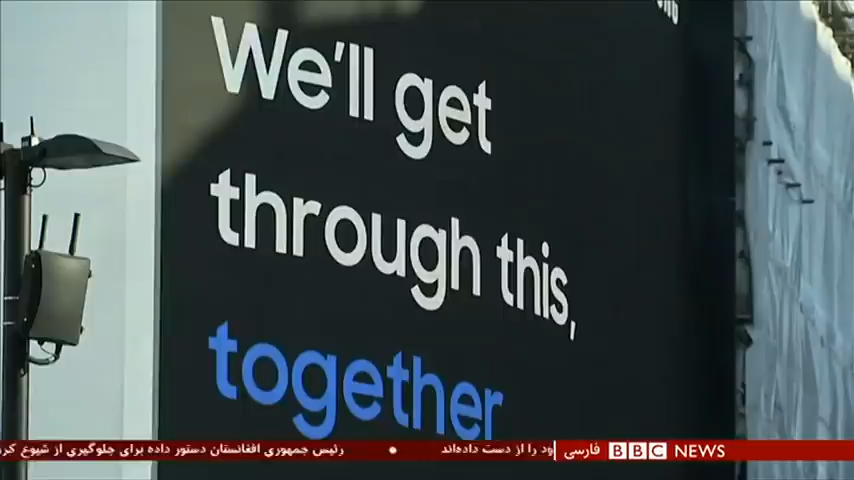 We'll get
through this,
together
رئیس جمهوری افغانستان دستور داده برای جلوگیری از شیوع
ود را از دست داده‌اند
فارسی BBC NEWS